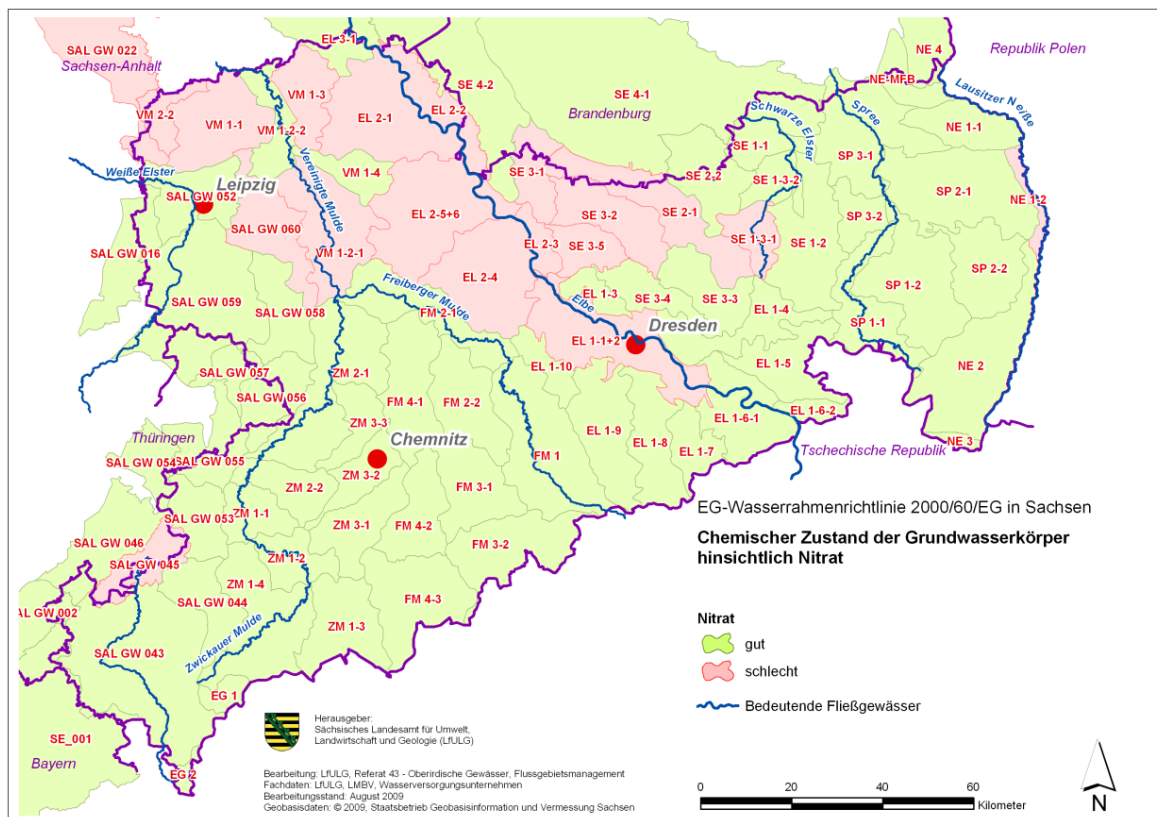 EL 3-1
SAL GW 022
Sachsen-Anhalt
NE 4
Republik Polen
NE-MFB
SE 4-2
SE 4-1
Brandenburg
Lausitzer Neiße
VM 1-3
VM 2-2
VM 1-1
VM 1-2-2
EL 2-1
EL 2-2
Schwarze Elster
Spree
NE 1-1
SE 1-1
SP 3-1
Vereinigte Mulde
Weiße Elster
VM 1-4
SE 3-1
SE 2-2
SE 1-3-2
SP 2-1
NE 1-2
Leipzig
SAL GW 052
EL 2-5+6
SE 3-2
SE 2-1
SP 3-2
SAL GW 060
EL 2-3
SE 3-5
SE 1-3-1
SE 1-2
SAL GW 016
VM 1-2-1
EL 2-4
SP 2-2
SP 1-2
Freiberger Mulde
EL 1-3
SE 3-4
SE 3-3
SAL GW 059
SAL GW 058
FM 2-1
Elbe
EL 1-4
SP 1-1
Dresden
EL 1-1+2
EL 1-10
EL 1-5
NE 2
SAL GW 057
ZM 2-1
SAL GW 056
FM 4-1
FM 2-2
EL 1-6-1
EL 1-6-2
Thüringen
ZM 3-3
Chemnitz
EL 1-9
EL 1-8
EL 1-7
Tschechische Republik
NE 3
SAL GW 054
SAL GW 055
FM 1
ZM 3-2
ZM 2-2
FM 3-1
SAL GW 053
ZM 1-1
ZM 3-1
FM 4-2
SAL GW 046
FM 3-2
SAL GW 045
ZM 1-2
ZM 1-4
SAL GW 044
FM 4-3
SAL GW 002
ZM 1-3
Zwickauer Mulde
SAL GW 043
EG 1
SE_001
Bayern
EG 2
EG-Wasserrahmenrichtlinie 2000/60/EG in Sachsen
Chemischer Zustand der Grundwasserkörper
hinsichtlich Nitrat
Nitrat
gut
schlecht
Bedeutende Fließgewässer
Herausgeber:
Sächsisches Landesamt für Umwelt,
Landwirtschaft und Geologie (LfULG)
Bearbeitung: LfULG, Referat 43 - Oberirdische Gewässer, Flussgebietsmanagement
Fachdaten: LfULG, LMBV, Wasserversorgungsunternehmen
Bearbeitungsstand: August 2009
Geobasisdaten: © 2009, Staatsbetrieb Geobasisinformation und Vermessung Sachsen
0 20 40 60
Kilometer
N